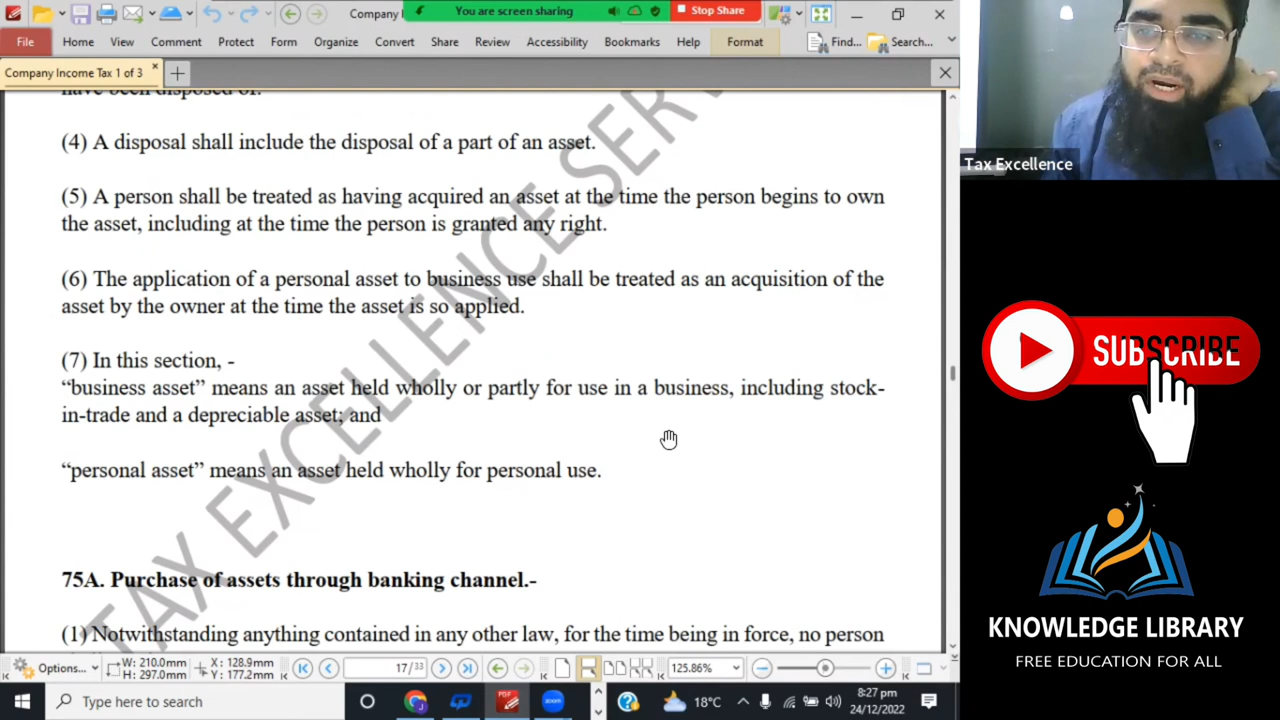 Company I
You are screen sharing
Stop Share
File Home View Comment Protect Form Organize Convert Share Review Accessibility Bookmarks Help Format Find... Search...
Company Income Tax 1 of 3
have been disposed of.
(4) A disposal shall include the disposal of a part of an asset.
(5) A person shall be treated as having acquired an asset at the time the person begins to own
the asset, including at the time the person is granted any right.
(6) The application of a personal asset to business use shall be treated as an acquisition of the
asset by the owner at the time the asset is so applied.
(7) In this section, -
“business asset” means an asset held wholly or partly for use in a business, including stock-
in-trade and a depreciable asset; and
“personal asset” means an asset held wholly for personal use.
75A. Purchase of assets through banking channel.-
(1) Notwithstanding anything contained in any other law, for the time being in force, no person
TAX EXCELLENCE SER
Options... W: 210.0mm X: 128.9mm 17 / 33 125.86%
H: 297.0mm Y: 177.2mm
Type here to search 18°C 8:27 pm
24/12/2022
Tax Excellence
SUBSCRIBE
KNOWLEDGE LIBRARY
FREE EDUCATION FOR ALL